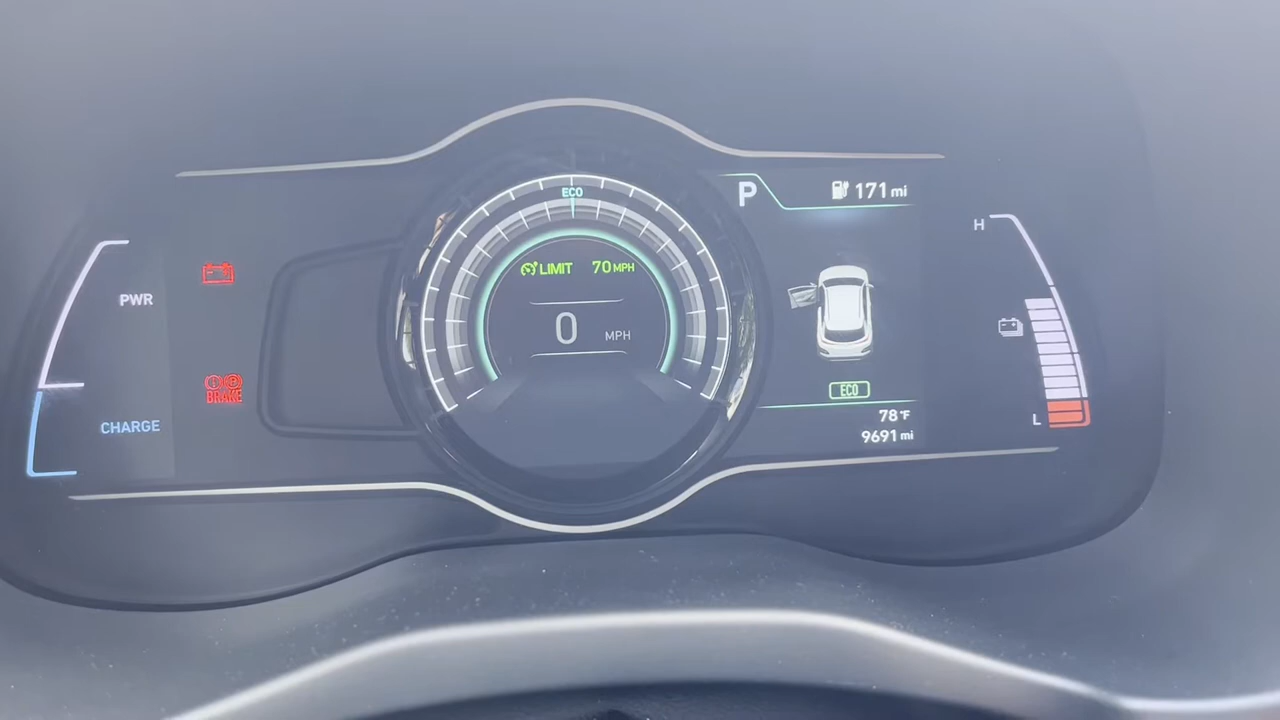 PWR
CHARGE
BRAKE
ECO
LIMIT 70 MPH
0 MPH
P 171 mi
ECO
78 °F
9691 mi
H
L